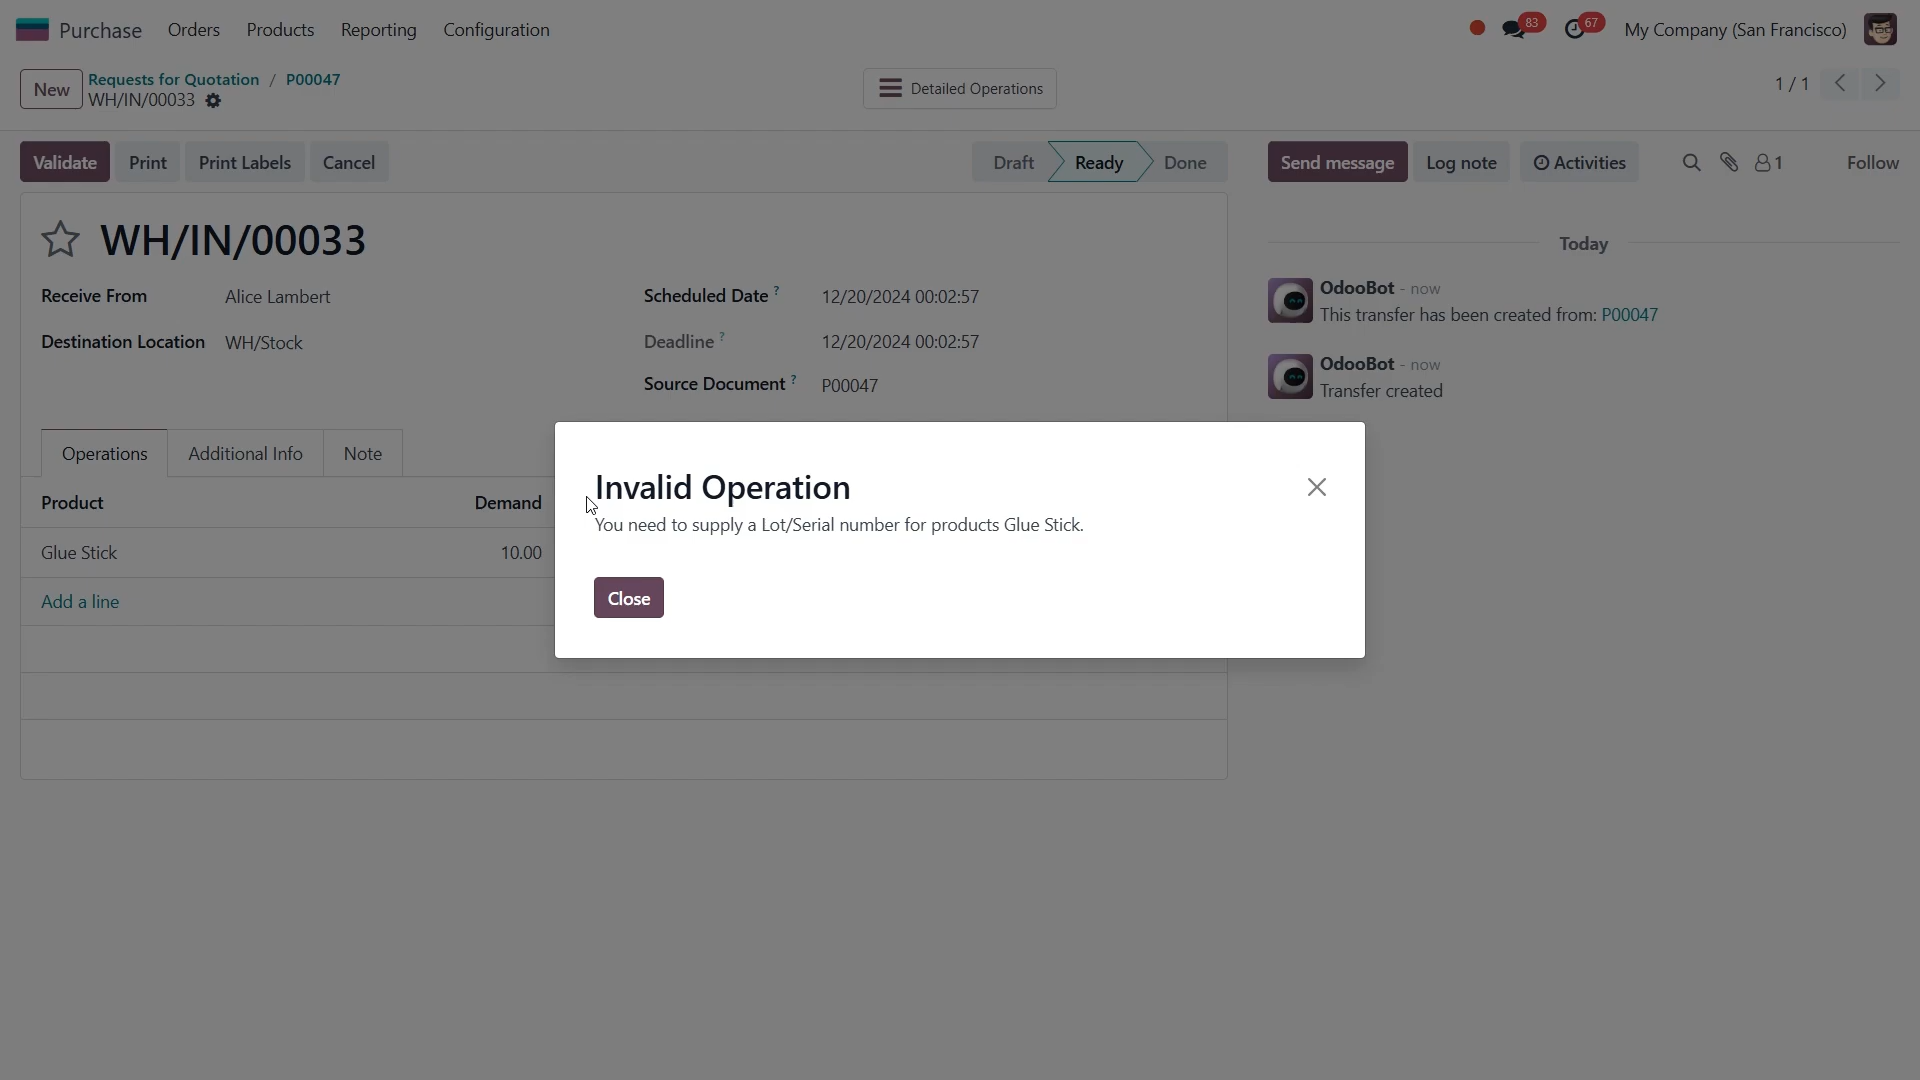 Purchase Orders Products Reporting Configuration 83 67 My Company (San Francisco)
New Requests for Quotation / P00047
WH/IN/00033
Detailed Operations
1 / 1
Validate Print Print Labels Cancel Draft Ready Done Send message Log note Activities 1 Follow
WH/IN/00033
Receive From Alice Lambert
Destination Location WH/Stock
Scheduled Date ? 12/20/2024 00:02:57
Deadline ? 12/20/2024 00:02:57
Source Document ? P00047
Operations Additional Info Note
Product Demand
Glue Stick 10.00
Add a line
Invalid Operation
You need to supply a Lot/Serial number for products Glue Stick.
Close
Today
OdooBot - now
This transfer has been created from: P00047
OdooBot - now
Transfer created